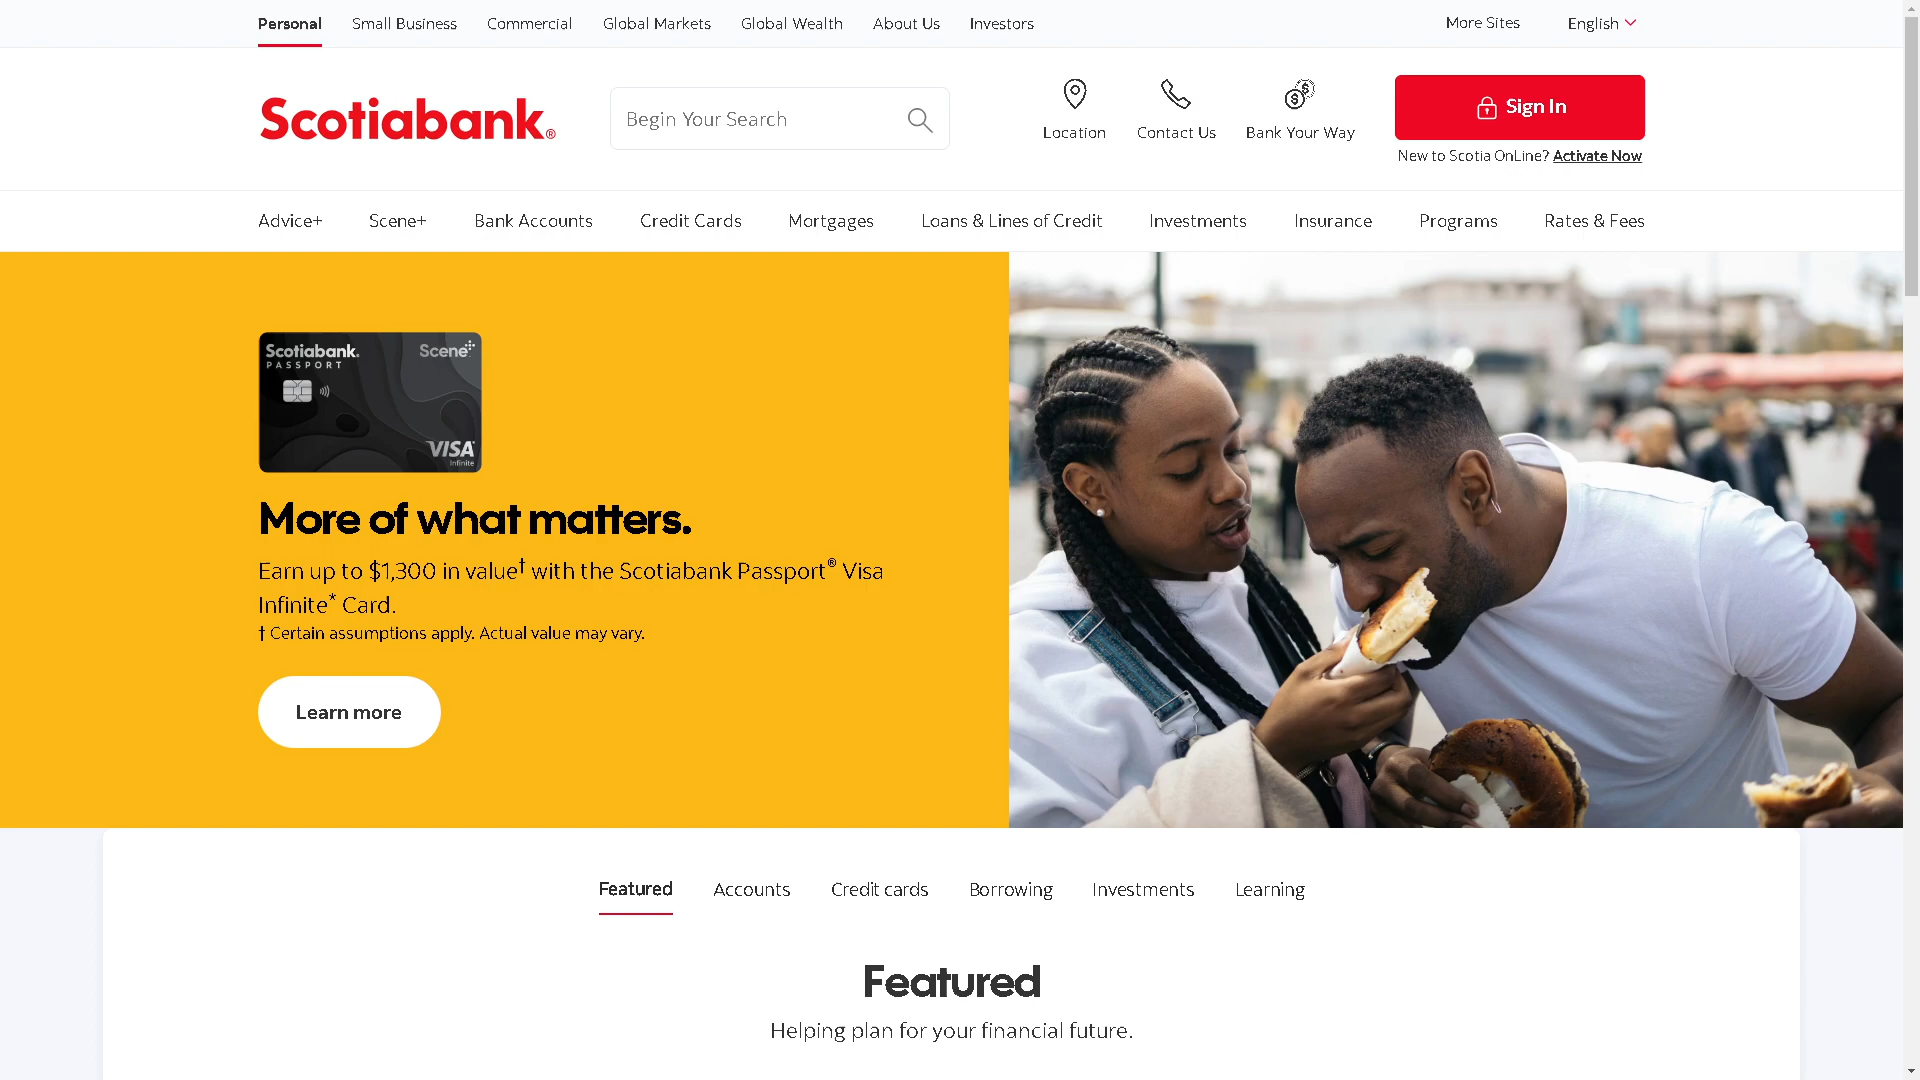 Personal Small Business Commercial Global Markets Global Wealth About Us Investors More Sites English
Scotiabank®
Begin Your Search
Location Contact Us Bank Your Way
Sign In
New to Scotia OnLine? Activate Now
Advice+ Scene+ Bank Accounts Credit Cards Mortgages Loans & Lines of Credit Investments Insurance Programs Rates & Fees
Scotiabank. Scene+
PASSPORT
VISA
Infinite
More of what matters.
Earn up to $1,300 in value† with the Scotiabank Passport® Visa
Infinite* Card.
† Certain assumptions apply. Actual value may vary.
Learn more
Featured Accounts Credit cards Borrowing Investments Learning
Featured
Helping plan for your financial future.